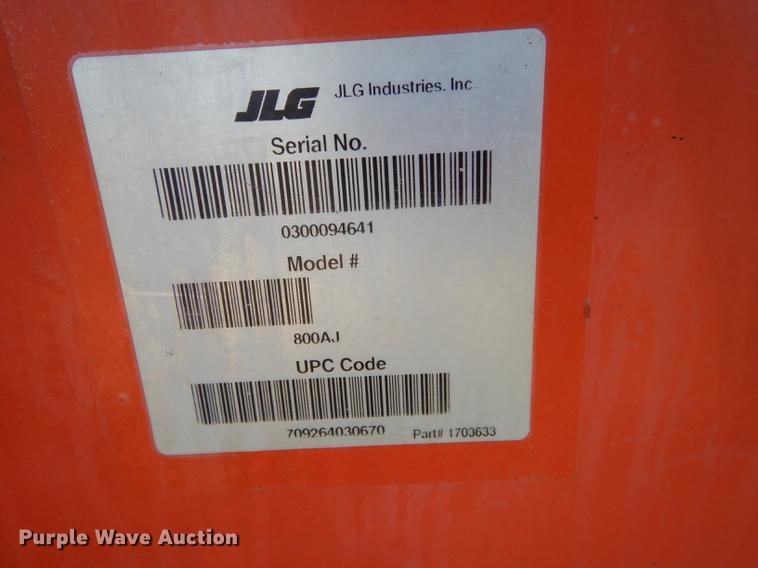 JLG JLG Industries. Inc
Serial No.
0300094641
Model #
800AJ
UPC Code
709264030670 Part# 1703633
Purple Wave Auction